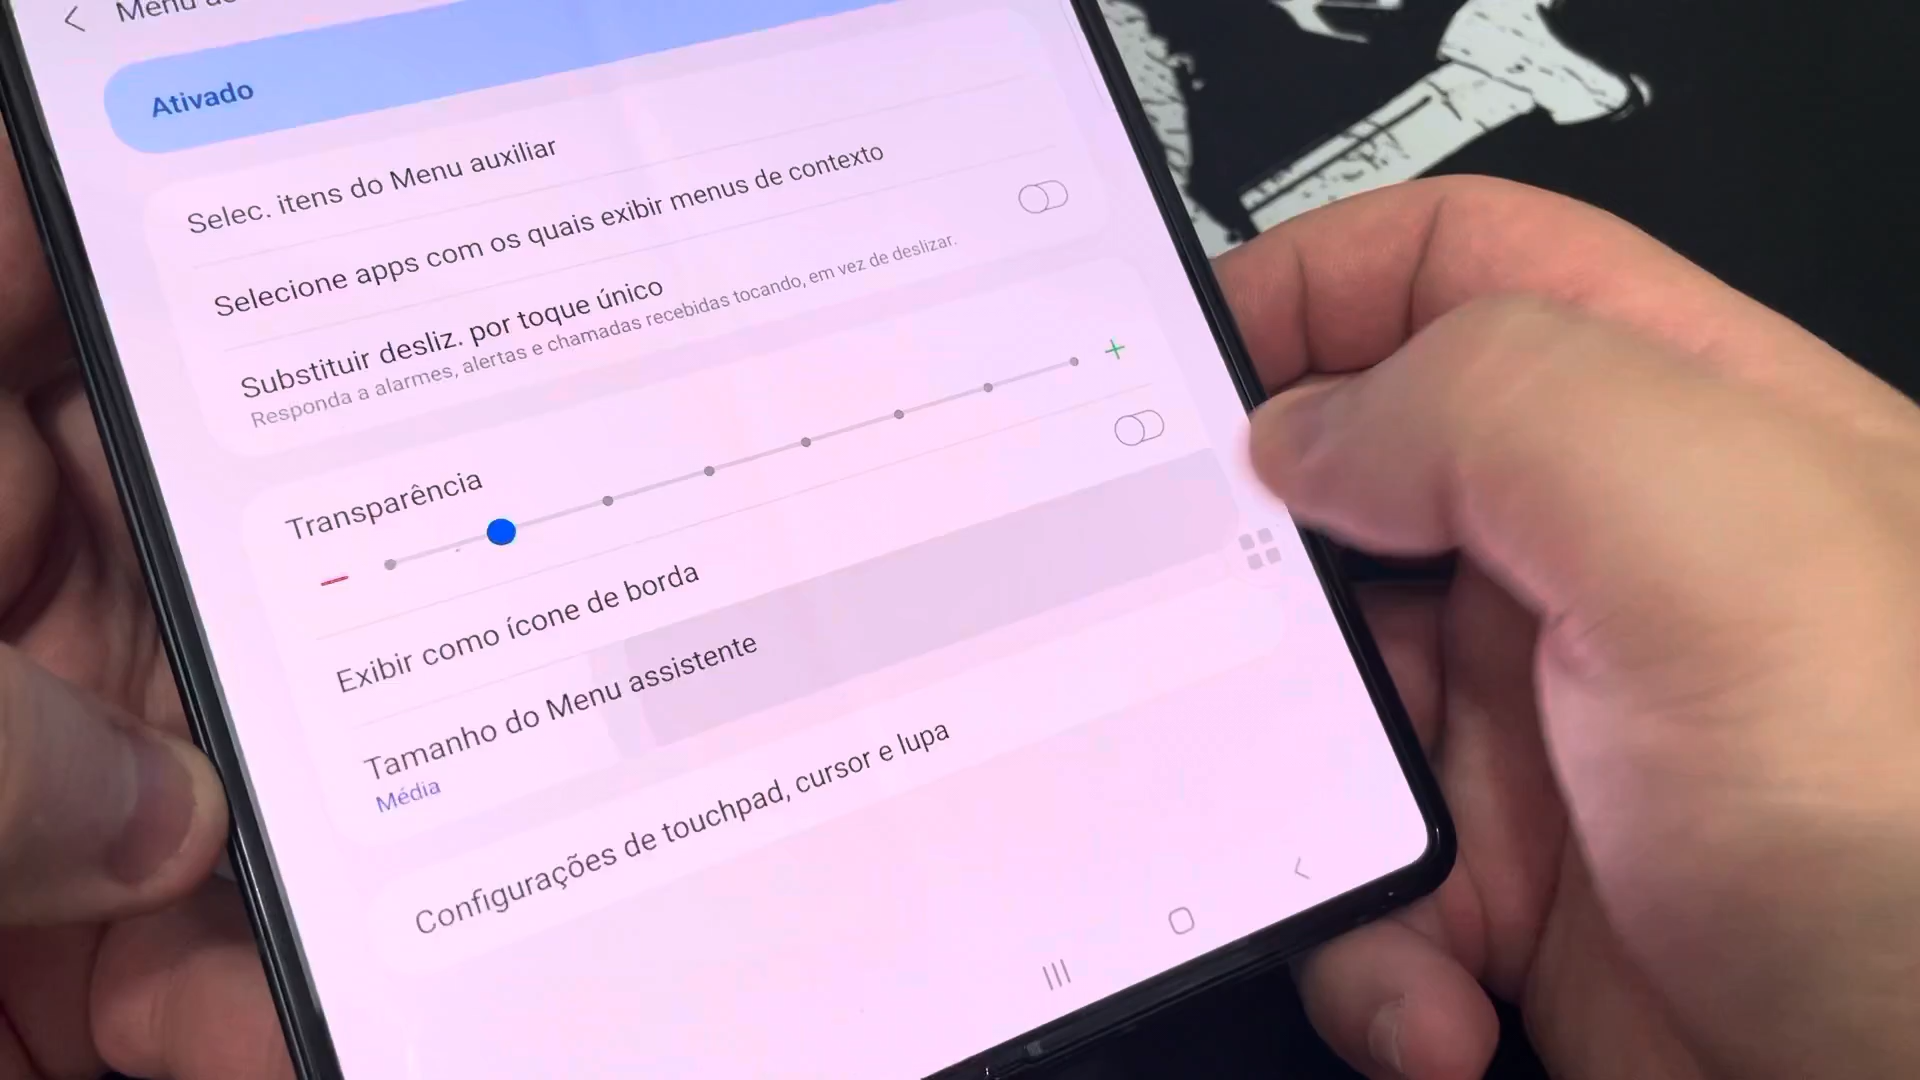 Menu
Ativado
Selec. itens do Menu auxiliar
Selecione apps com os quais exibir menus de contexto
Substituir desliz. por toque único
Responda a alarmes, alertas e chamadas recebidas tocando, em vez de deslizar.
Transparência
Exibir como ícone de borda
Tamanho do Menu assistente
Média
Configurações de touchpad, cursor e lupa